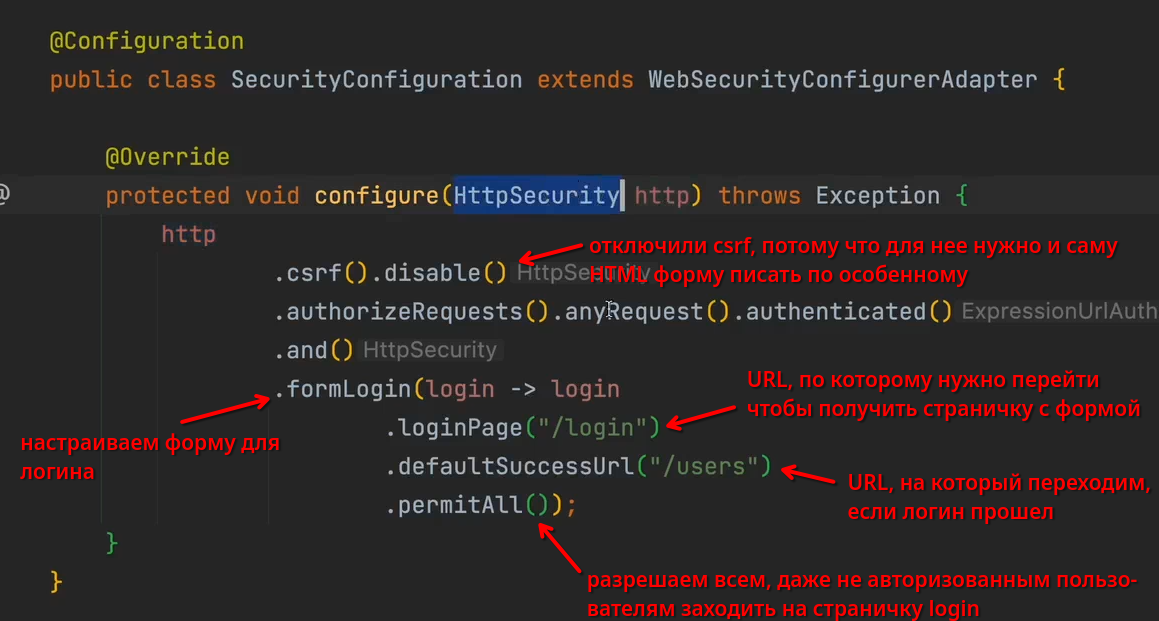 @Configuration
public class SecurityConfiguration extends WebSecurityConfigurerAdapter {
@Override
@
protected void configure(HttpSecurity http) throws Exception {
http
отключили csrf, потому что для нее нужно и саму
.csrf().disable() HttpSecurity
HTML форму писать по особенному
.authorizeRequests().anyRequest().authenticated() ExpressionUrlAuth
.and() HttpSecurity
.formLogin(login -> login
URL, по которому нужно перейти
чтобы получить страничку с формой
.loginPage("/login")
настраиваем форму для
логина
.defaultSuccessUrl("/users")
URL, на который переходим,
если логин прошел
.permitAll());
}
разрешаем всем, даже не авторизованным пользо-
вателям заходить на страничку login
}